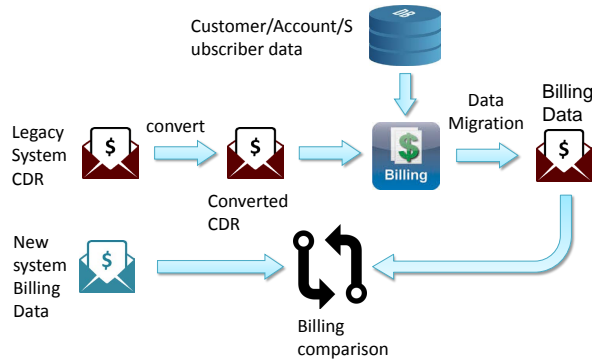 Customer/Account/S
ubscriber data
DB
Legacy
System
CDR
$
convert
$
Converted
CDR
$
Billing
Data
Migration
Billing
Data
$
New
system
Billing
Data
$
Billing
comparison